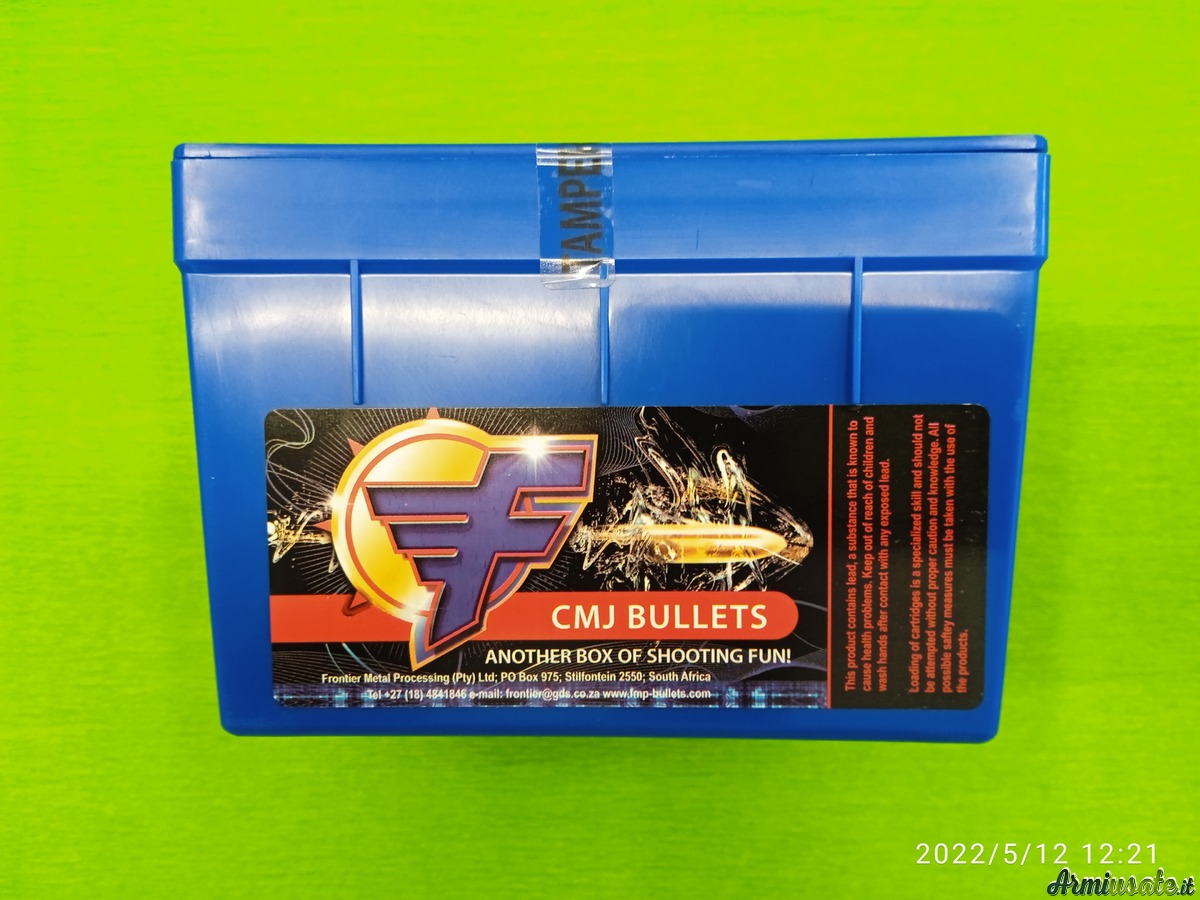 TAMPER
CMJ BULLETS
ANOTHER BOX OF SHOOTING FUN!
Frontier Metal Processing (Pty) Ltd; PO Box 975; Stilfontein 2550; South Africa
Tel +27 (18) 4841846 e-mail: frontier@gds.co.za www.fmp-bullets.com
This product contains lead, a substance that is known to
cause health problems. Keep out of reach of children and
wash hands after contact with any exposed lead.
Loading of cartridges is a specialized skill and should not
be attempted without proper caution and knowledge. All
possible saftey measures must be taken with the use of
the products.
2022/5/12 12:21
Armiusate.it